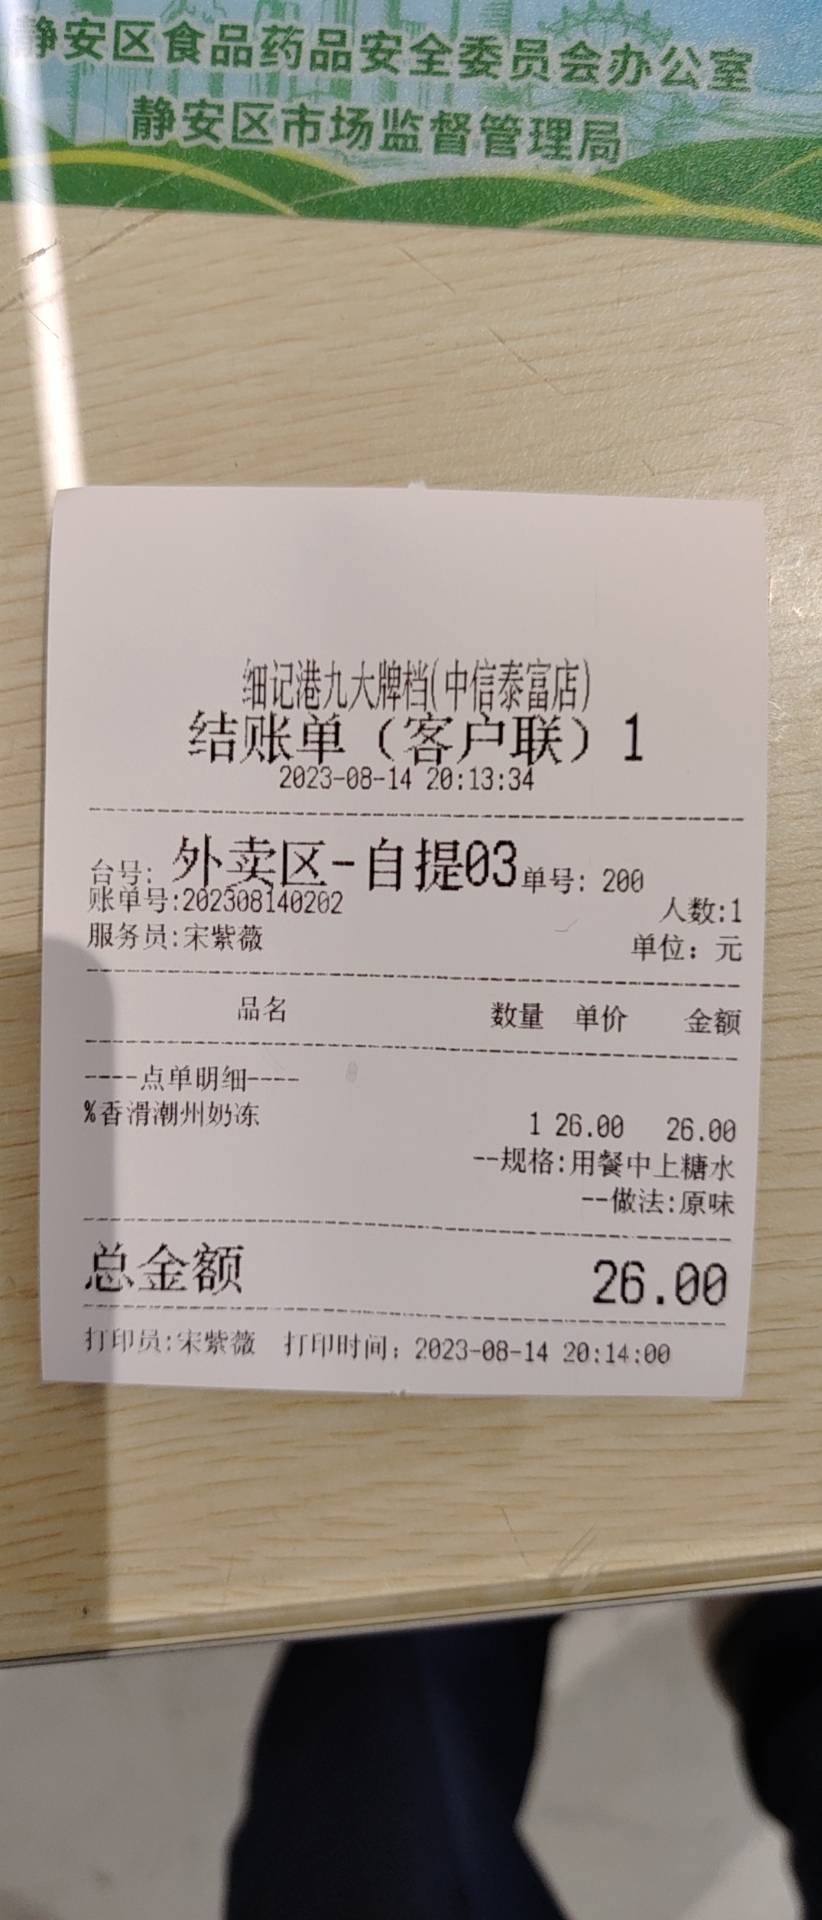 静安区食品药品安全委员会办公室
静安区市场监督管理局
细记港九大牌档(中信泰富店)
结账单（客户联）1
2023-08-14 20:13:34
台号: 外卖区-自提03 单号: 200
账单号:202308140202 人数:1
服务员:宋紫薇 单位: 元
品名 数量 单价 金额
----点单明细----
%香滑潮州奶冻 1 26.00 26.00
--规格:用餐中上糖水
--做法:原味
总金额 26.00
打印员:宋紫薇 打印时间: 2023-08-14 20:14:00